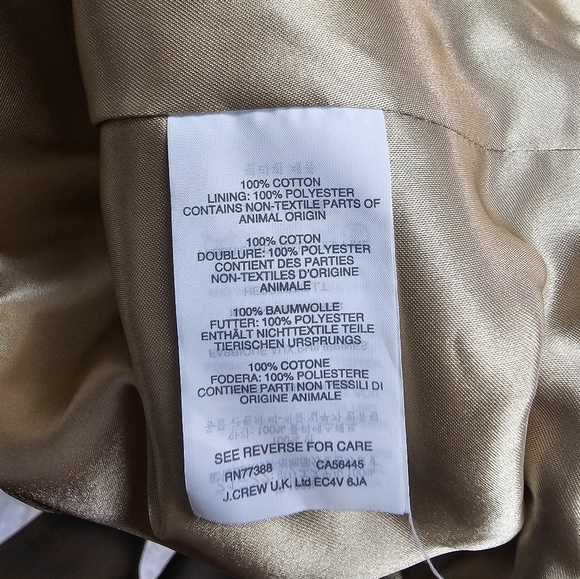 100% COTTON
LINING: 100% POLYESTER
CONTAINS NON-TEXTILE PARTS OF
ANIMAL ORIGIN
100% COTON
DOUBLURE: 100% POLYESTER
CONTIENT DES PARTIES
NON-TEXTILES D'ORIGINE
ANIMALE
100% BAUMWOLLE
FUTTER: 100% POLYESTER
ENTHÄLT NICHTTEXTILE TEILE
TIERISCHEN URSPRUNGS
100% COTONE
FODERA: 100% POLIESTERE
CONTIENE PARTI NON TESSILI DI
ORIGINE ANIMALE
SEE REVERSE FOR CARE
RN77388 CA56445
J.CREW U.K. Ltd EC4V 6JA